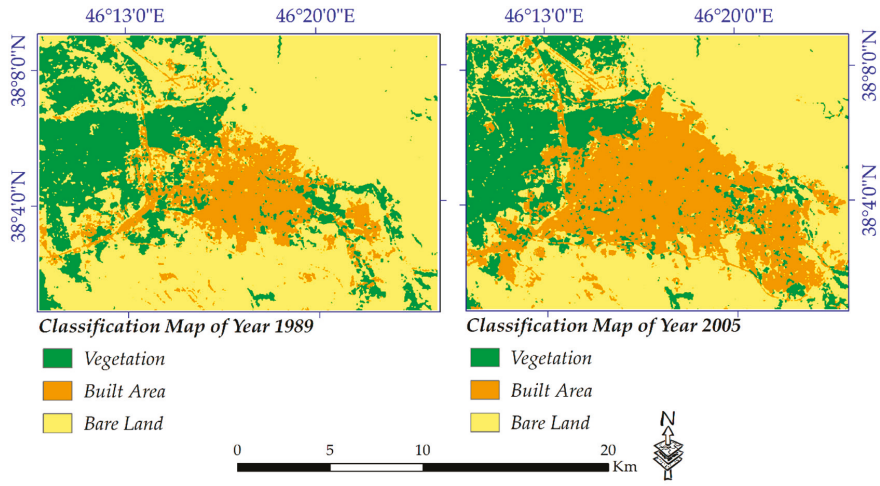 46°13'0"E 46°20'0"E 46°13'0"E 46°20'0"E
38°8'0"N 38°8'0"N
38°4'0"N 38°4'0"N
Classification Map of Year 1989
Vegetation
Built Area
Bare Land
Classification Map of Year 2005
Vegetation
Built Area
Bare Land
N
0 5 10 20
Km